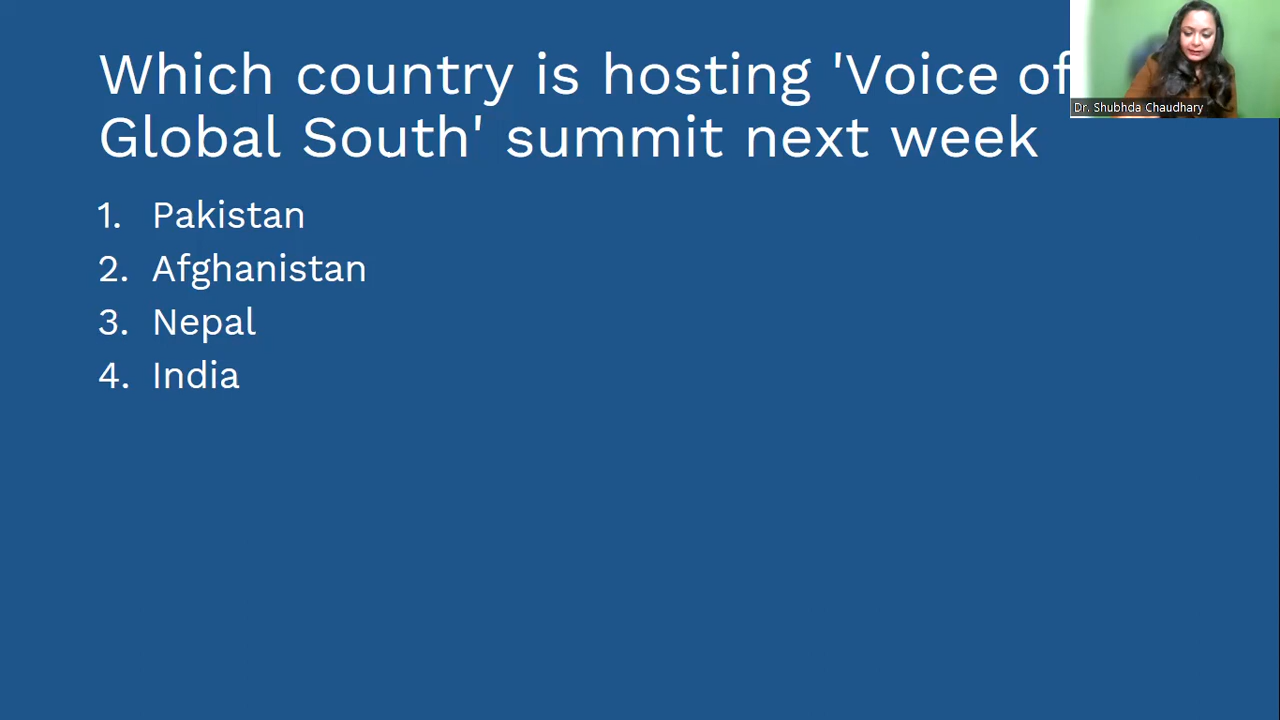 Which country is hosting 'Voice of
Global South' summit next week
1. Pakistan
2. Afghanistan
3. Nepal
4. India
Dr. Shubhda Chaudhary